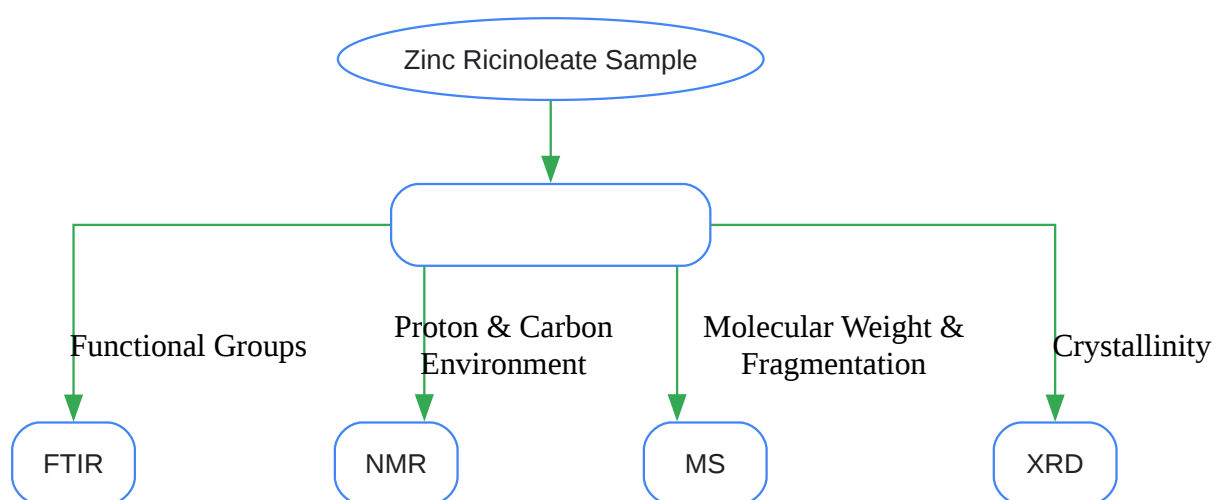 Zinc Ricinoleate Sample
Functional Groups
Proton & Carbon
Environment
Molecular Weight &
Fragmentation
Crystallinity
FTIR
NMR
MS
XRD